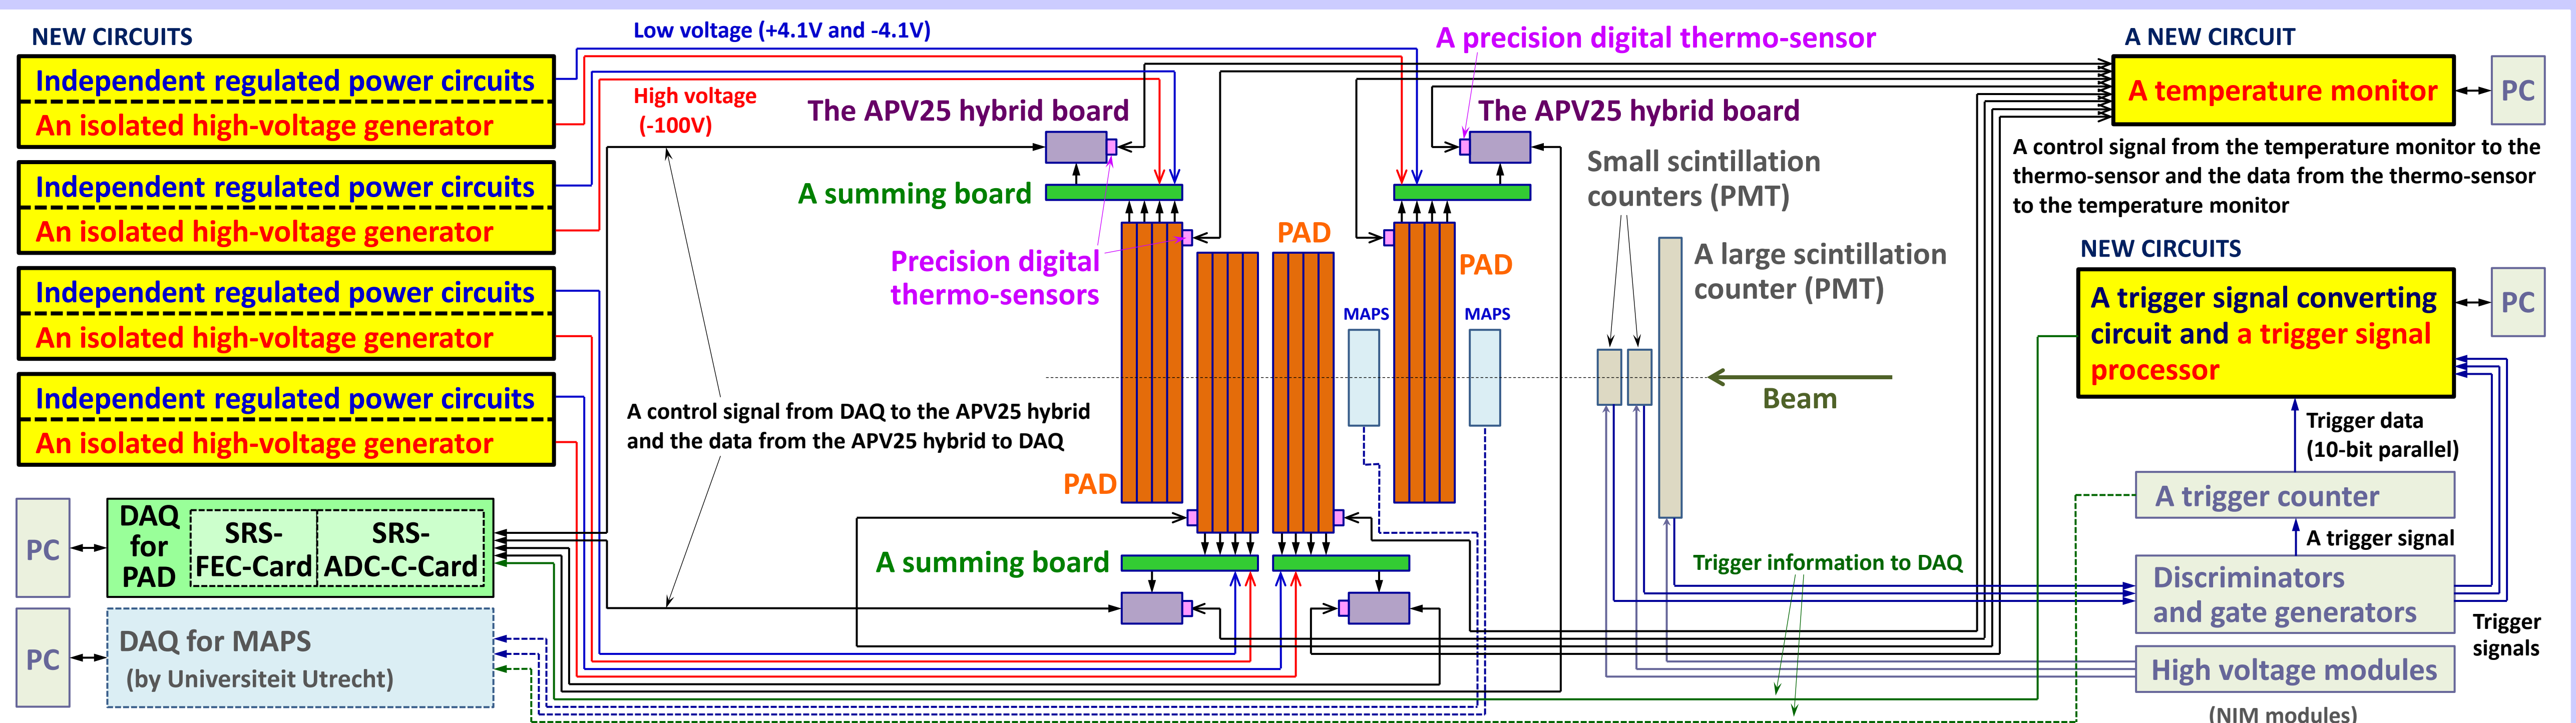 NEW CIRCUITS
Independent regulated power circuits
An isolated high-voltage generator
Independent regulated power circuits
An isolated high-voltage generator
Independent regulated power circuits
An isolated high-voltage generator
Independent regulated power circuits
An isolated high-voltage generator
PC
DAQ
for
PAD
SRS-
FEC-Card
SRS-
ADC-C-Card
PC
DAQ for MAPS
(by Universiteit Utrecht)
Low voltage (+4.1V and -4.1V)
High voltage
(-100V)
The APV25 hybrid board
A summing board
Precision digital
thermo-sensors
A control signal from DAQ to the APV25 hybrid
and the data from the APV25 hybrid to DAQ
PAD
A summing board
PAD
MAPS
PAD
MAPS
A precision digital thermo-sensor
The APV25 hybrid board
Small scintillation
counters (PMT)
A large scintillation
counter (PMT)
Beam
Trigger information to DAQ
A NEW CIRCUIT
A temperature monitor
PC
A control signal from the temperature monitor to the
thermo-sensor and the data from the thermo-sensor
to the temperature monitor
NEW CIRCUITS
A trigger signal converting
circuit and a trigger signal
processor
PC
Trigger data
(10-bit parallel)
A trigger counter
A trigger signal
Discriminators
and gate generators
Trigger
signals
High voltage modules
(NIM modules)